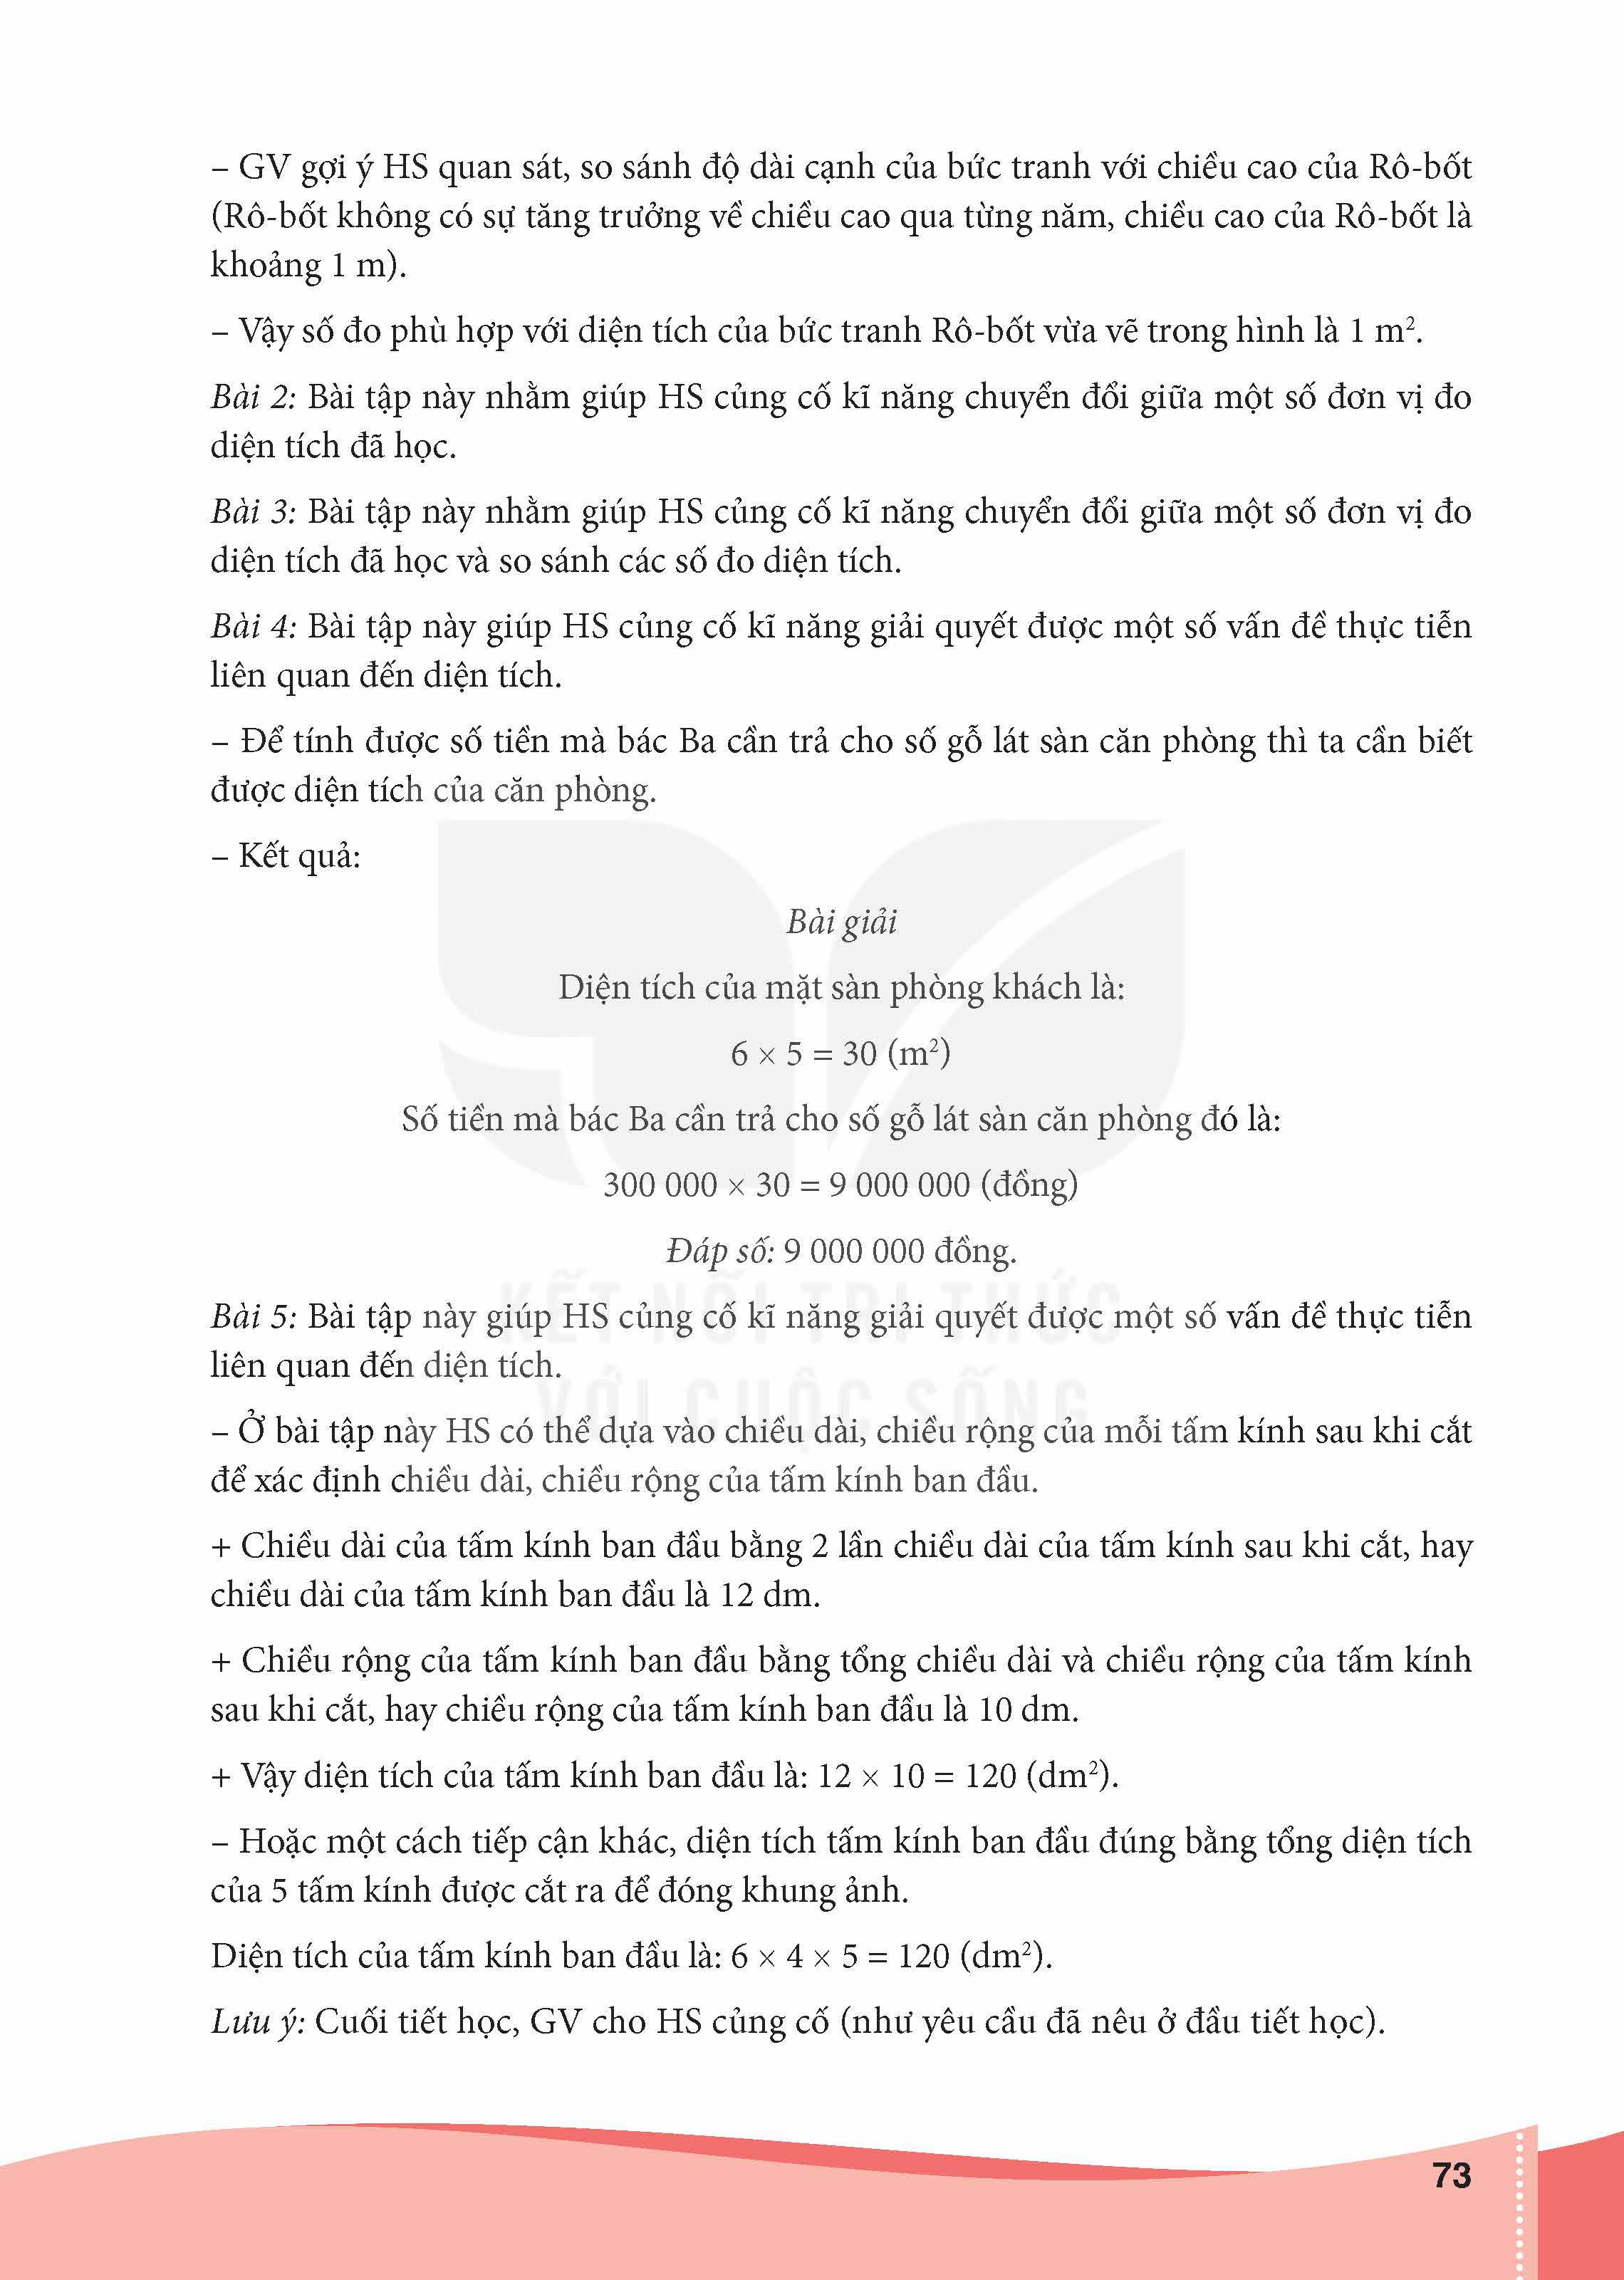 – GV gợi ý HS quan sát, so sánh độ dài cạnh của bức tranh với chiều cao của Rô-bốt
(Rô-bốt không có sự tăng trưởng về chiều cao qua từng năm, chiều cao của Rô-bốt là
khoảng 1 m).
– Vậy số đo phù hợp với diện tích của bức tranh Rô-bốt vừa vẽ trong hình là 1 m².
Bài 2: Bài tập này nhằm giúp HS củng cố kĩ năng chuyển đổi giữa một số đơn vị đo
diện tích đã học.
Bài 3: Bài tập này nhằm giúp HS củng cố kĩ năng chuyển đổi giữa một số đơn vị đo
diện tích đã học và so sánh các số đo diện tích.
Bài 4: Bài tập này giúp HS củng cố kĩ năng giải quyết được một số vấn đề thực tiễn
liên quan đến diện tích.
– Để tính được số tiền mà bác Ba cần trả cho số gỗ lát sàn căn phòng thì ta cần biết
được diện tích của căn phòng.
– Kết quả:
Bài giải
Diện tích của mặt sàn phòng khách là:
6 × 5 = 30 (m²)
Số tiền mà bác Ba cần trả cho số gỗ lát sàn căn phòng đó là:
300 000 × 30 = 9 000 000 (đồng)
Đáp số: 9 000 000 đồng.
KẾT NỐI TRI THỨC
Bài 5: Bài tập này giúp HS củng cố kĩ năng giải quyết được một số vấn đề thực tiễn
liên quan đến diện tích.
VỚI CUỘC SỐNG
– Ở bài tập này HS có thể dựa vào chiều dài, chiều rộng của mỗi tấm kính sau khi cắt
để xác định chiều dài, chiều rộng của tấm kính ban đầu.
+ Chiều dài của tấm kính ban đầu bằng 2 lần chiều dài của tấm kính sau khi cắt, hay
chiều dài của tấm kính ban đầu là 12 dm.
+ Chiều rộng của tấm kính ban đầu bằng tổng chiều dài và chiều rộng của tấm kính
sau khi cắt, hay chiều rộng của tấm kính ban đầu là 10 dm.
+ Vậy diện tích của tấm kính ban đầu là: 12 × 10 = 120 (dm²).
– Hoặc một cách tiếp cận khác, diện tích tấm kính ban đầu đúng bằng tổng diện tích
của 5 tấm kính được cắt ra để đóng khung ảnh.
Diện tích của tấm kính ban đầu là: 6 × 4 × 5 = 120 (dm²).
Lưu ý: Cuối tiết học, GV cho HS củng cố (như yêu cầu đã nêu ở đầu tiết học).
73